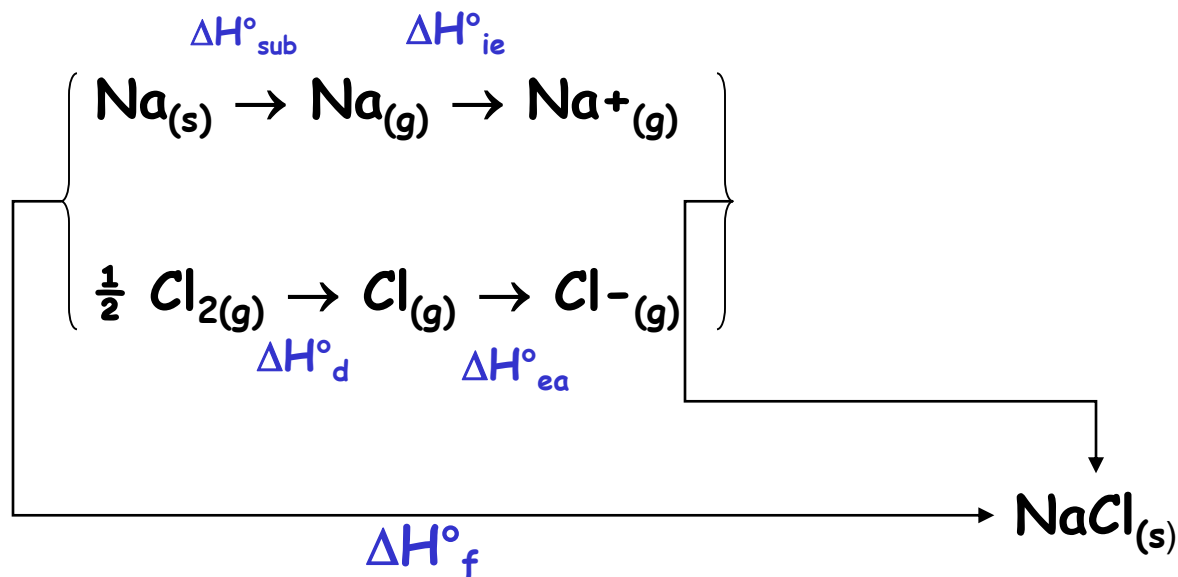 ΔH°sub ΔH°ie
Na(s) → Na(g) → Na+(g)
½ Cl2(g) → Cl(g) → Cl-(g)
ΔH°d ΔH°ea
NaCl(s)
ΔH°f